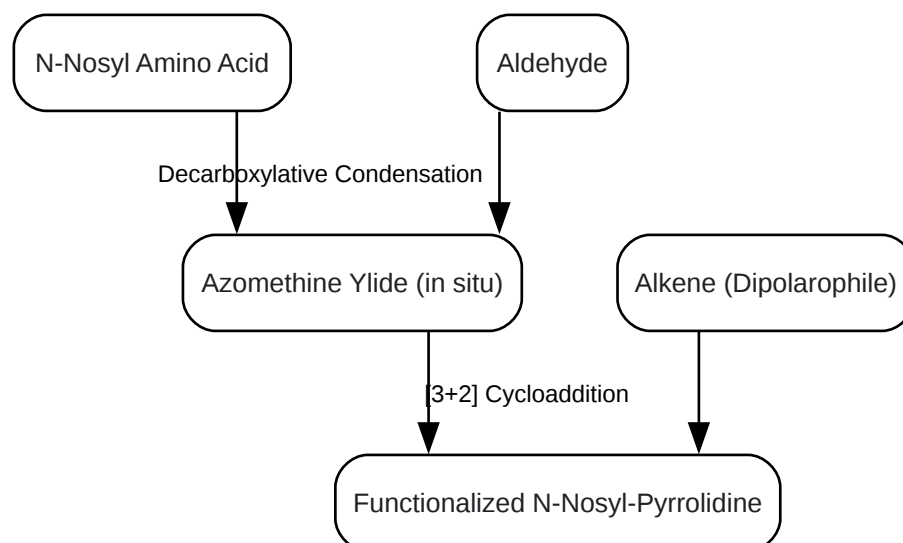 N-Nosyl Amino Acid
Aldehyde
Decarboxylative Condensation
Azomethine Ylide (in situ)
Alkene (Dipolarophile)
[3+2] Cycloaddition
Functionalized N-Nosyl-Pyrrolidine